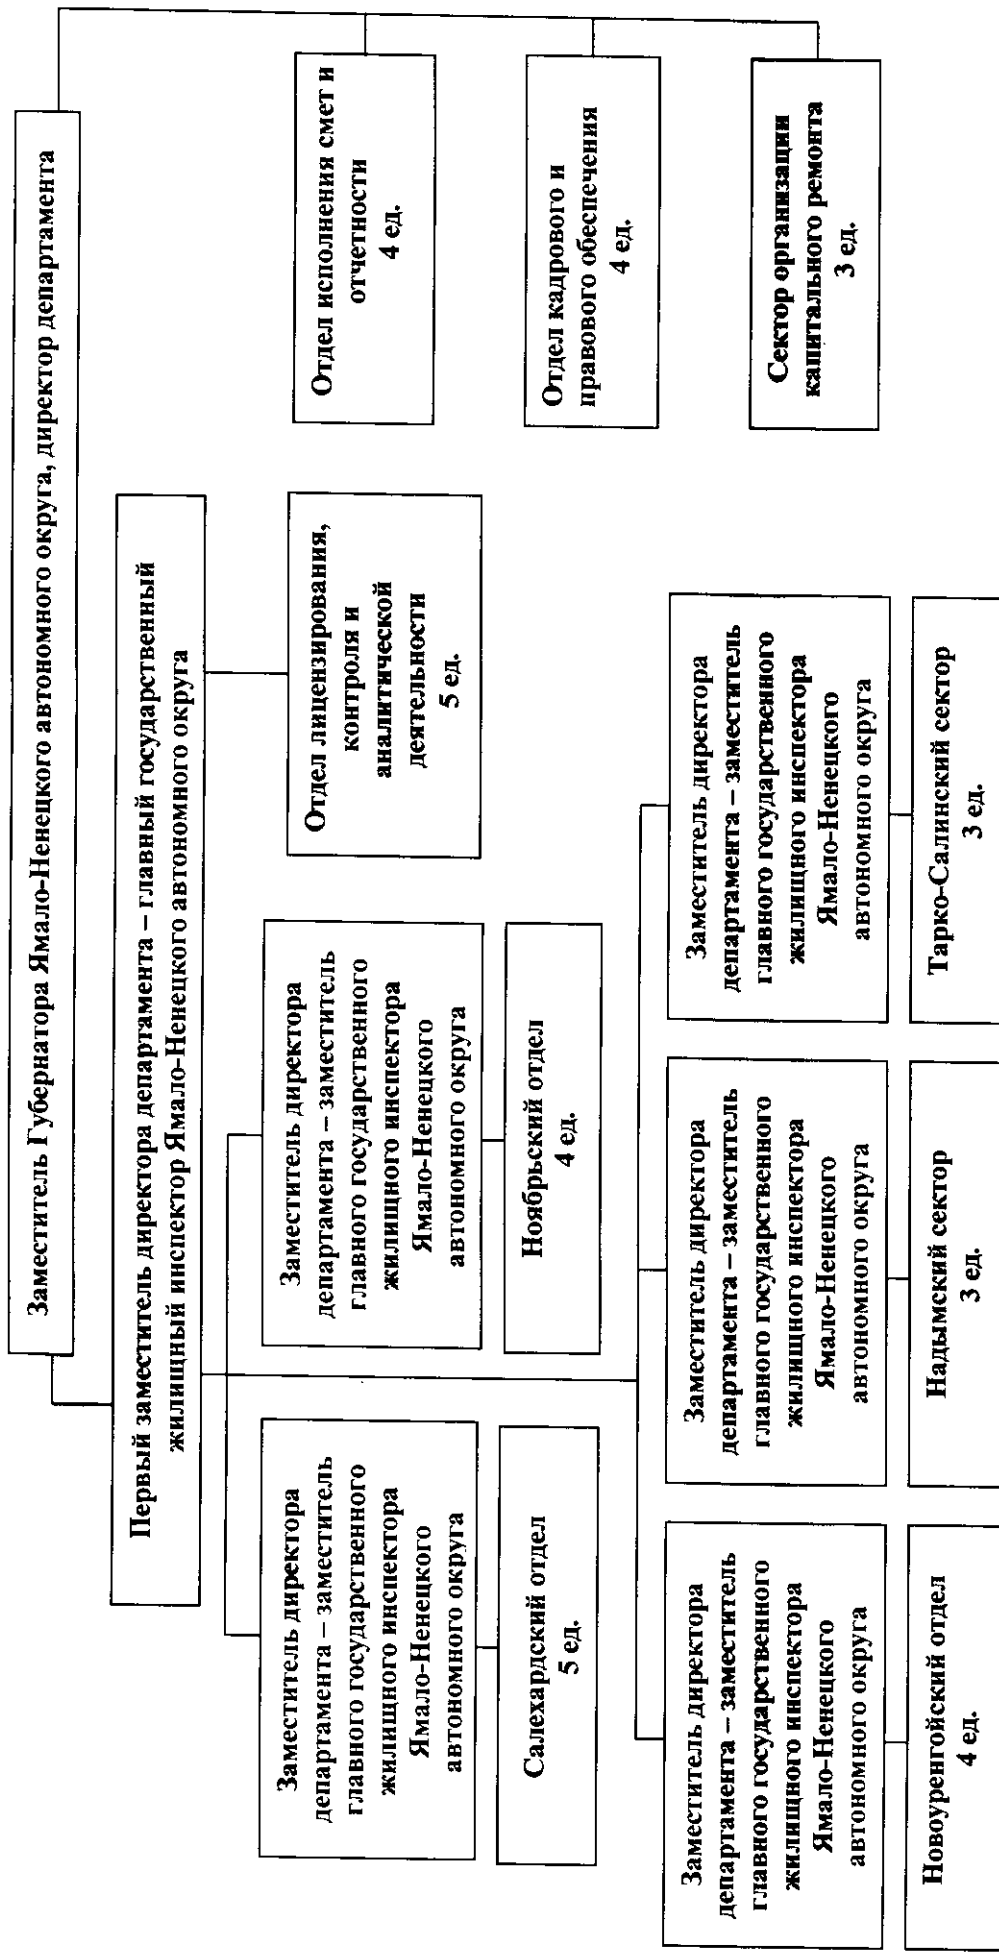 Заместитель Губернатора Ямало-Ненецкого автономного округа, директор департамента
Первый заместитель директора департамента – главный государственный
жилищный инспектор Ямало-Ненецкого автономного округа
Заместитель директора
департамента – заместитель
главного государственного
жилищного инспектора
Ямало-Ненецкого
автономного округа
Салехардский отдел
5 ед.
Заместитель директора
департамента – заместитель
главного государственного
жилищного инспектора
Ямало-Ненецкого
автономного округа
Ноябрьский отдел
4 ед.
Отдел лицензирования,
контроля и
аналитической
деятельности
5 ед.
Отдел исполнения смет и
отчетности
4 ед.
Отдел кадрового и
правового обеспечения
4 ед.
Сектор организации
капитального ремонта
3 ед.
Заместитель директора
департамента – заместитель
главного государственного
жилищного инспектора
Ямало-Ненецкого
автономного округа
Новоуренгойский отдел
4 ед.
Заместитель директора
департамента – заместитель
главного государственного
жилищного инспектора
Ямало-Ненецкого
автономного округа
Надымский сектор
3 ед.
Заместитель директора
департамента – заместитель
главного государственного
жилищного инспектора
Ямало-Ненецкого
автономного округа
Тарко-Салинский сектор
3 ед.